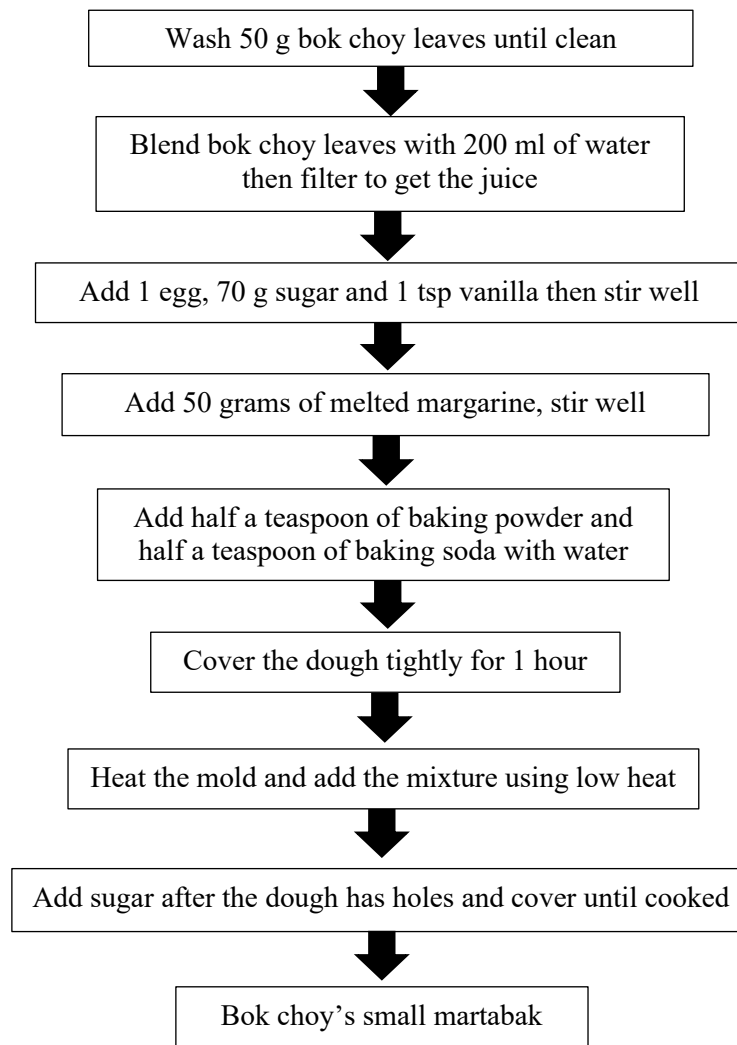 Wash 50 g bok choy leaves until clean
Blend bok choy leaves with 200 ml of water
then filter to get the juice
Add 1 egg, 70 g sugar and 1 tsp vanilla then stir well
Add 50 grams of melted margarine, stir well
Add half a teaspoon of baking powder and
half a teaspoon of baking soda with water
Cover the dough tightly for 1 hour
Heat the mold and add the mixture using low heat
Add sugar after the dough has holes and cover until cooked
Bok choy’s small martabak